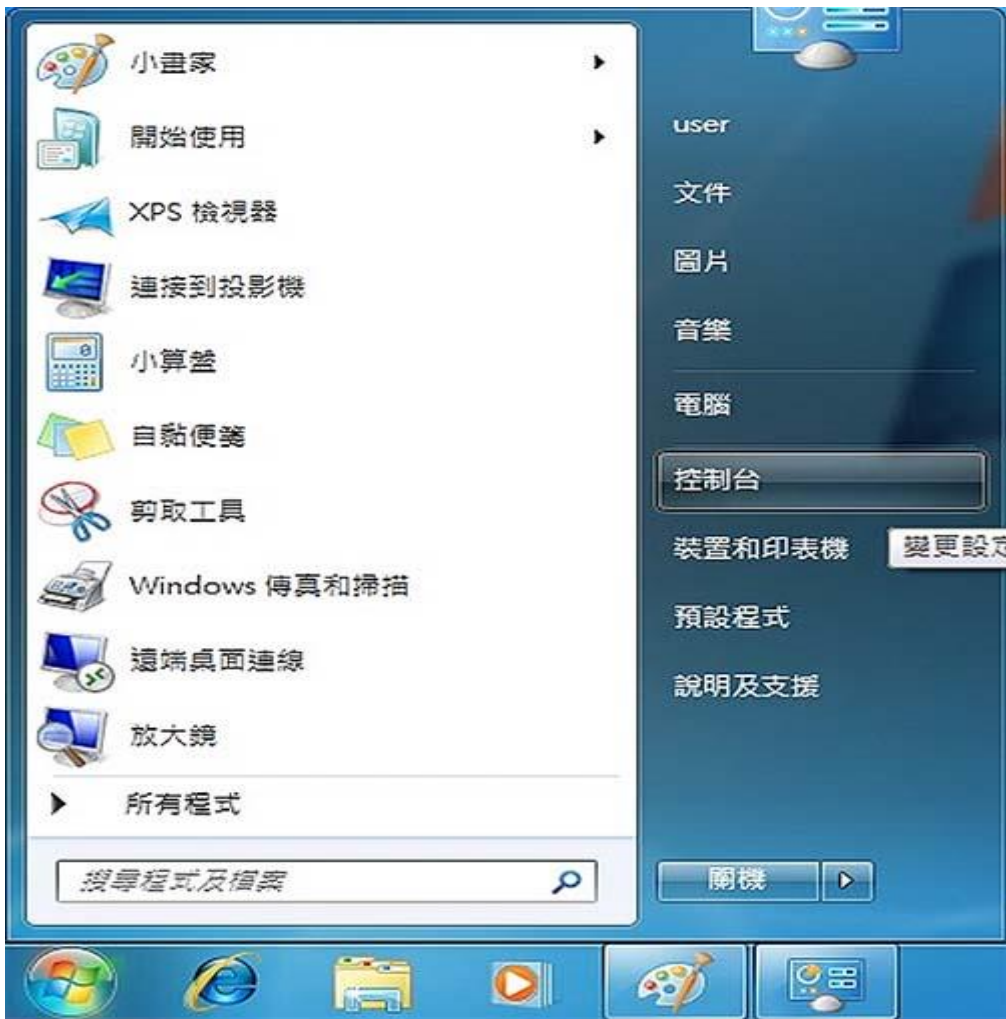 小畫家
開始使用
XPS 檢視器
連接到投影機
小算盤
自黏便箋
剪取工具
Windows 傳真和掃描
遠端桌面連線
放大鏡
所有程式
搜尋程式及檔案
user
文件
圖片
音樂
電腦
控制台
裝置和印表機
變更設定
預設程式
說明及支援
關機